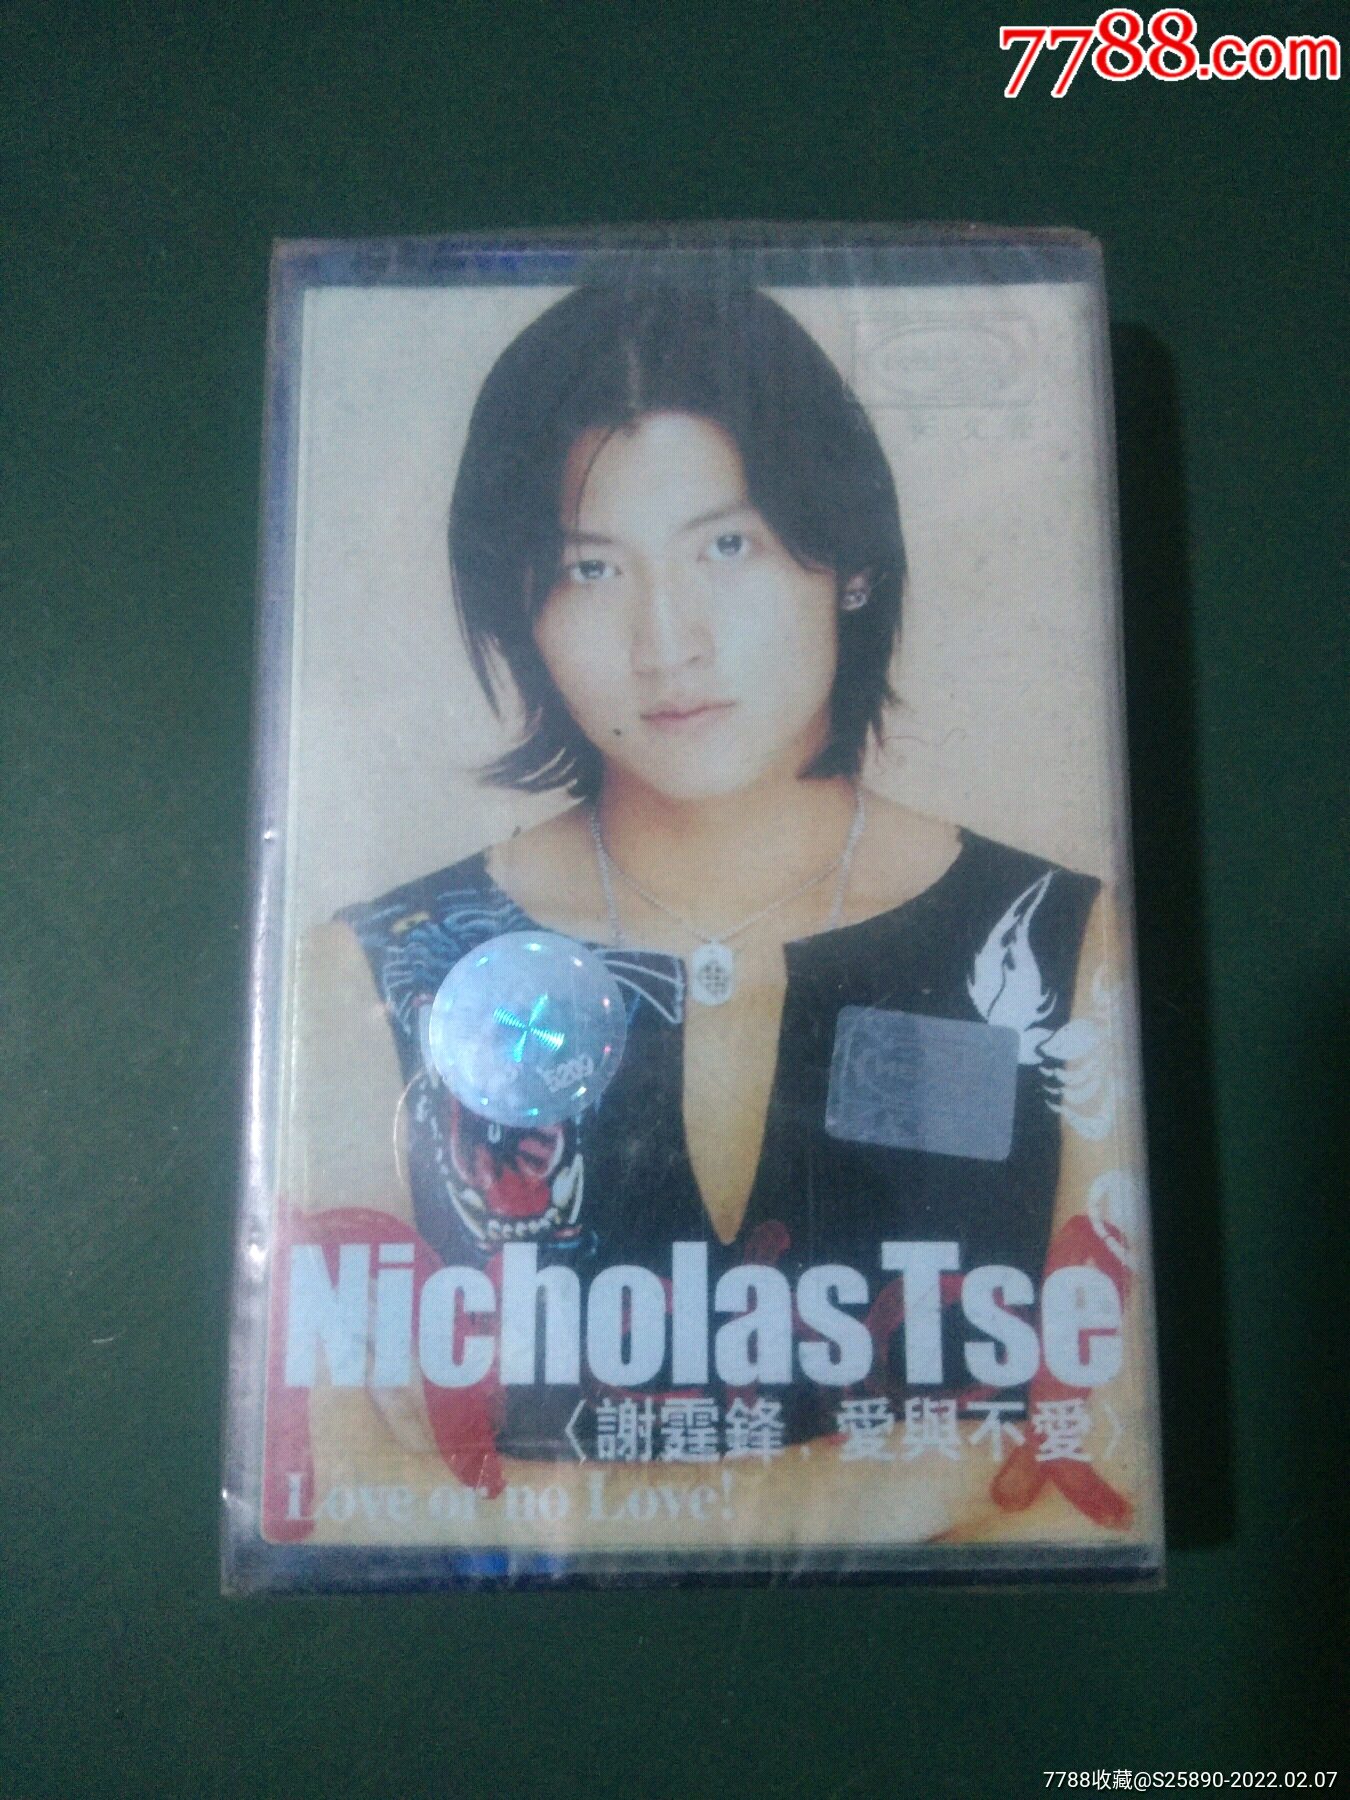 7788.com
5209
Nicholas Tse
〈謝霆鋒，愛與不愛〉
Love or no Love!
7788收藏@S25890-2022.02.07